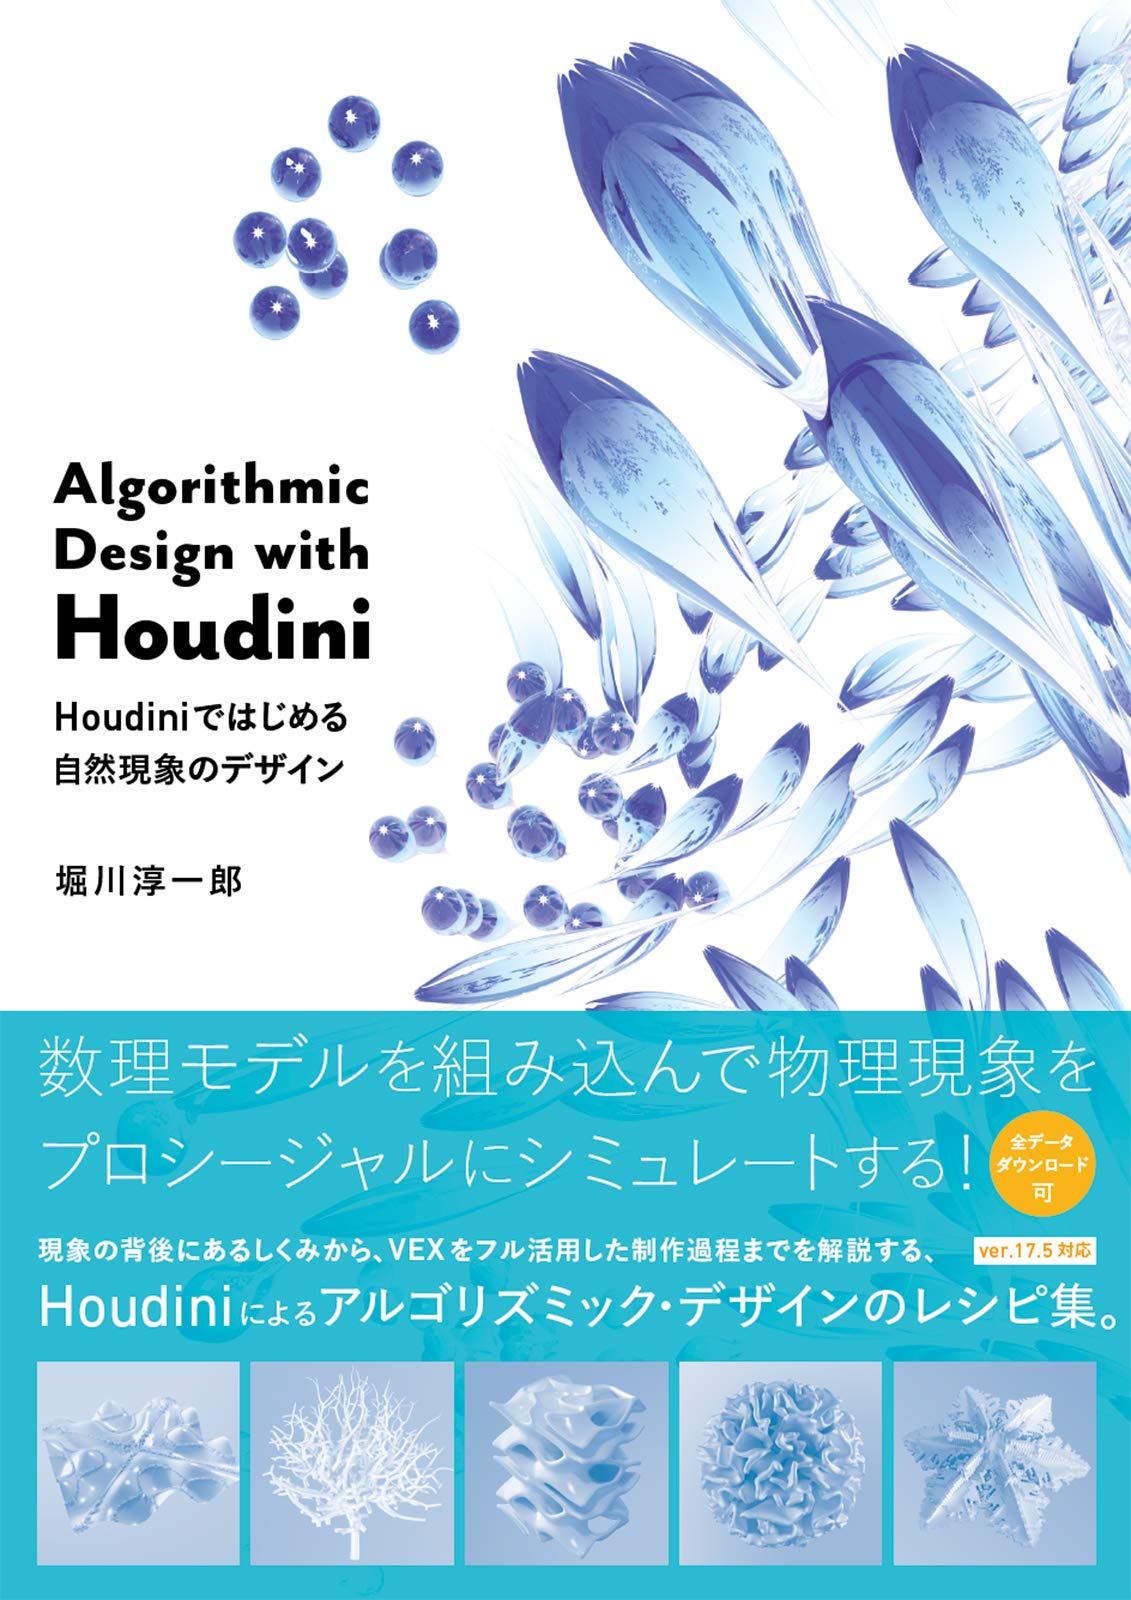 Algorithmic
Design with
Houdini
Houdiniではじめる
自然現象のデザイン
堀川淳一郎
数理モデルを組み込んで物理現象を
プロシージャルにシミュレートする!
全データ
ダウンロード
可
現象の背後にあるしくみから、VEXをフル活用した制作過程までを解説する、
ver.17.5 対応
Houdiniによるアルゴリズミック・デザインのレシピ集。